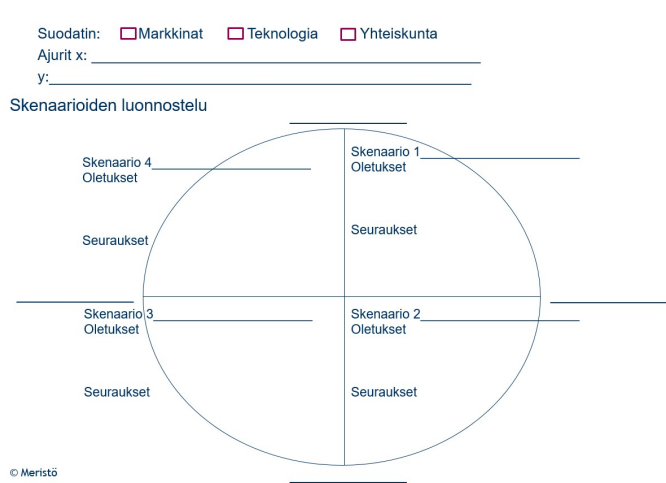 Suodatin: Markkinat Teknologia Yhteiskunta
Ajurit x:
y:
Skenaarioiden luonnostelu
Skenaario 4
Oletukset
Seuraukset
Skenaario 1
Oletukset
Seuraukset
Skenaario 3
Oletukset
Seuraukset
Skenaario 2
Oletukset
Seuraukset
© Meristö